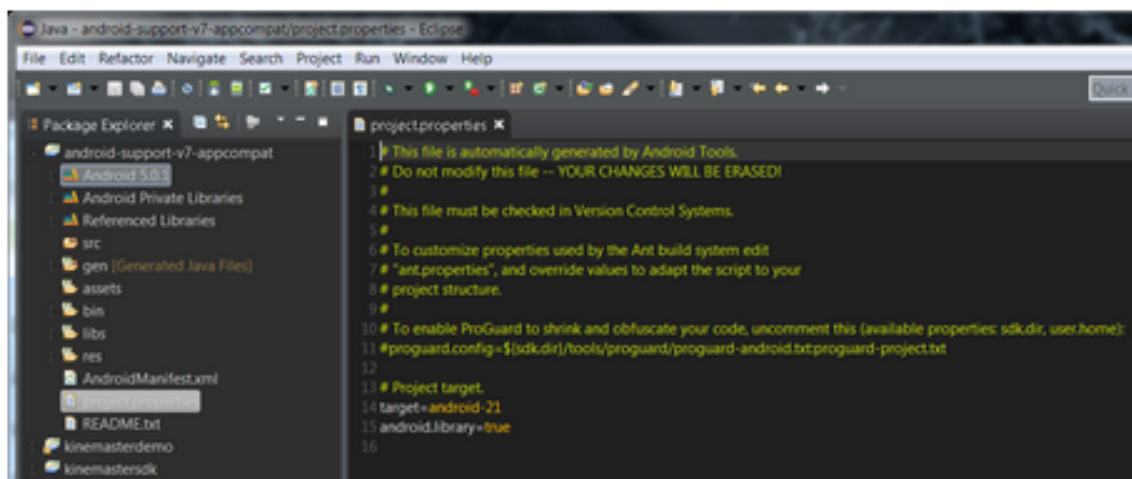 Java - android-support-v7-appcompat/project.properties - Eclipse
File Edit Refactor Navigate Search Project Run Window Help
Quick
Package Explorer
project.properties
android-support-v7-appcompat
Android 5.0.1
Android Private Libraries
Referenced Libraries
src
gen [Generated Java Files]
assets
bin
libs
res
AndroidManifest.xml
project.properties
README.txt
kinemasterdemo
kinemastersdk
1 # This file is automatically generated by Android Tools.
2 # Do not modify this file -- YOUR CHANGES WILL BE ERASED!
3 #
4 # This file must be checked in Version Control Systems.
5 #
6 # To customize properties used by the Ant build system edit
7 # "ant.properties", and override values to adapt the script to your
8 # project structure.
9 #
10 # To enable ProGuard to shrink and obfuscate your code, uncomment this (available properties: sdk.dir, user.home):
11 #proguard.config=${sdk.dir}/tools/proguard/proguard-android.txt:proguard-project.txt
12
13 # Project target.
14 target=android-21
15 android.library=true
16